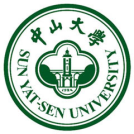 中山大學
SUN YAT-SEN UNIVERSITY